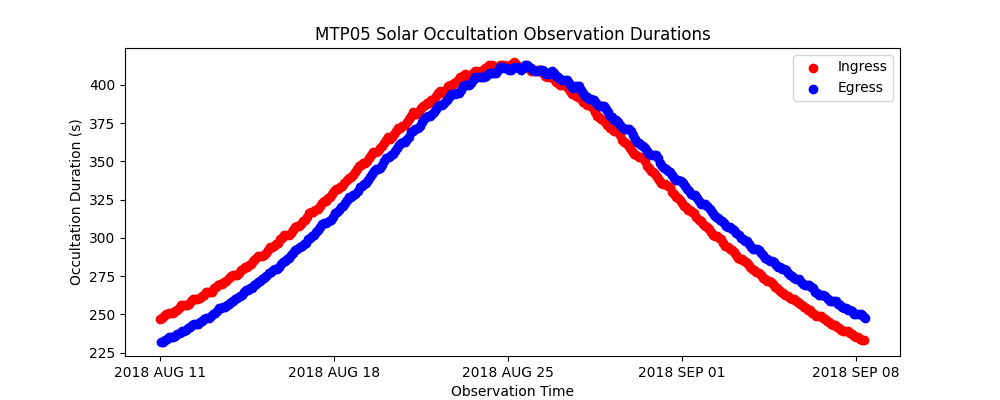 MTP05 Solar Occultation Observation Durations
Ingress
Egress
Occultation Duration (s)
400
375
350
325
300
275
250
225
2018 AUG 11
2018 AUG 18
2018 AUG 25
2018 SEP 01
2018 SEP 08
Observation Time